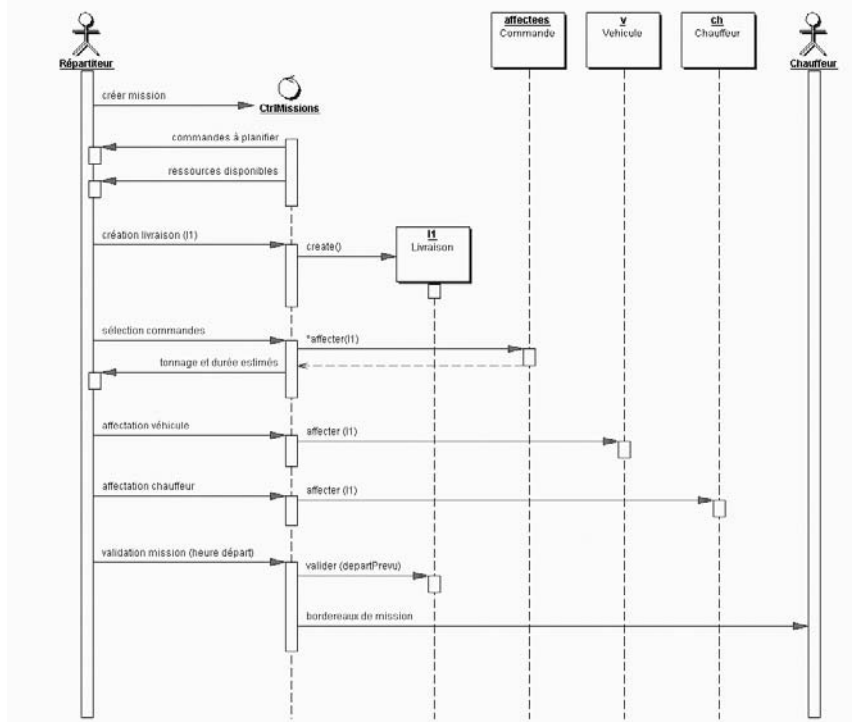 affectees
Commande
v
Vehicule
ch
Chauffeur
Répartiteur
Chauffeur
créer mission
CtrlMissions
commandes à planifier
ressources disponibles
création livraison (l1)
create()
l1
Livraison
sélection commandes
*affecter(l1)
tonnage et durée estimés
affectation véhicule
affecter (l1)
affectation chauffeur
affecter (l1)
validation mission (heure départ)
valider (departPrevu)
bordereaux de mission